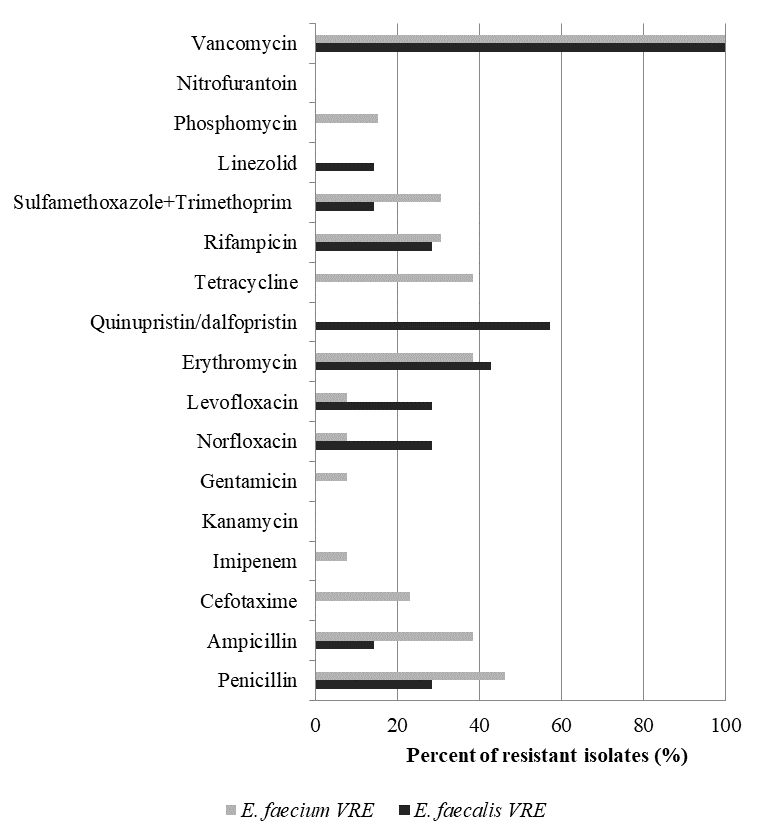 Vancomycin
Nitrofurantoin
Phosphomycin
Linezolid
Sulfamethoxazole+Trimethoprim
Rifampicin
Tetracycline
Quinupristin/dalfopristin
Erythromycin
Levofloxacin
Norfloxacin
Gentamicin
Kanamycin
Imipenem
Cefotaxime
Ampicillin
Penicillin
0 20 40 60 80 100
Percent of resistant isolates (%)
E. faecium VRE E. faecalis VRE